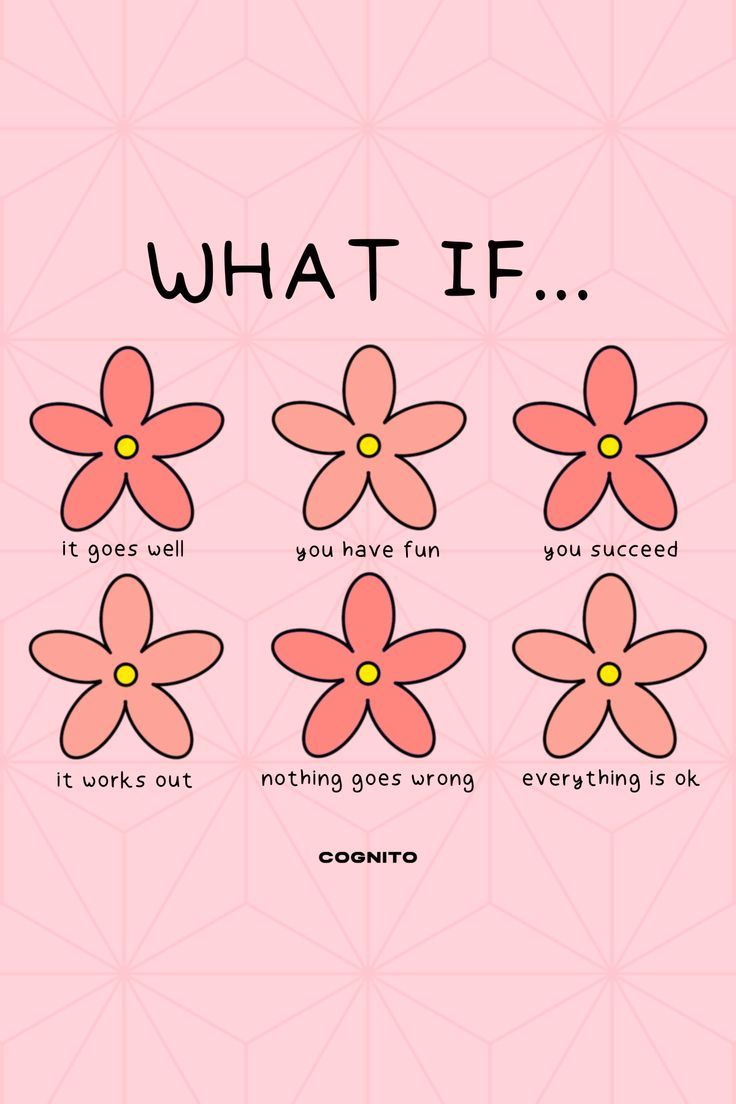 WHAT IF...
it goes well
you have fun
you succeed
it works out
nothing goes wrong
everything is ok
COGNITO